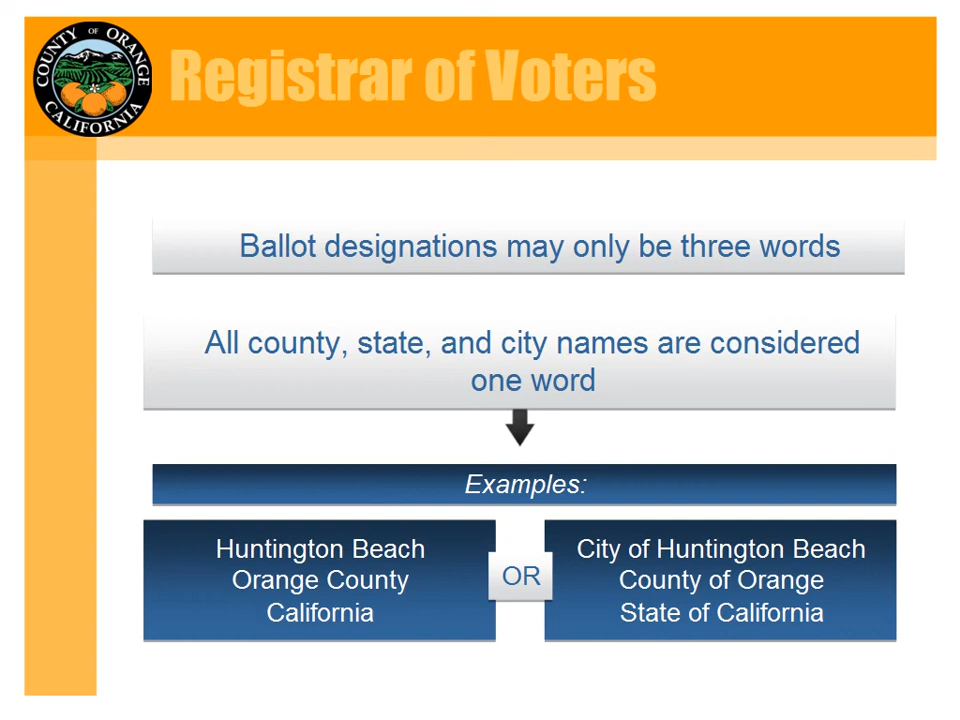 COUNTY OF ORANGE
CALIFORNIA
Registrar of Voters
Ballot designations may only be three words
All county, state, and city names are considered
one word
Examples:
Huntington Beach
Orange County
California
OR
City of Huntington Beach
County of Orange
State of California